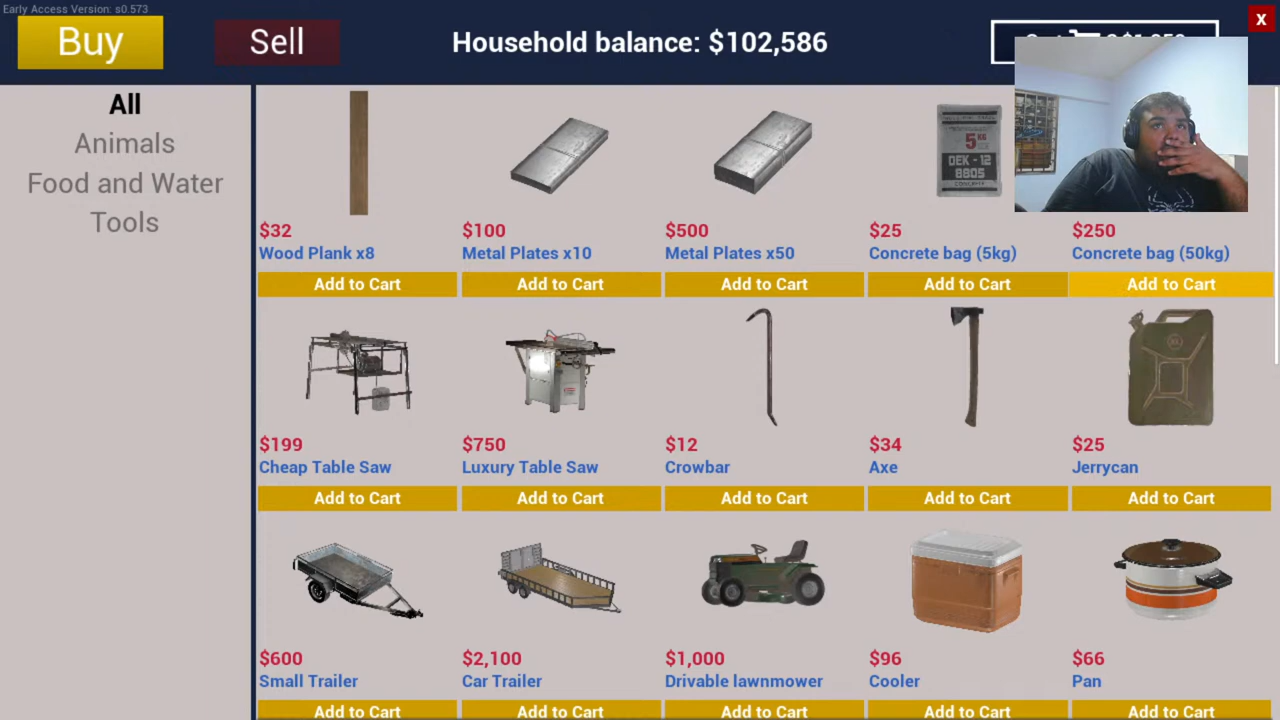 Early Access Version: s0.573
Buy
Sell
Household balance: $102,586
X
All
Animals
Food and Water
Tools
$32
Wood Plank x8
Add to Cart
$100
Metal Plates x10
Add to Cart
$500
Metal Plates x50
Add to Cart
5
DEK - 12
8805
$25
Concrete bag (5kg)
Add to Cart
$250
Concrete bag (50kg)
Add to Cart
$199
Cheap Table Saw
Add to Cart
$750
Luxury Table Saw
Add to Cart
$12
Crowbar
Add to Cart
$34
Axe
Add to Cart
$25
Jerrycan
Add to Cart
$600
Small Trailer
Add to Cart
$2,100
Car Trailer
Add to Cart
$1,000
Drivable lawnmower
Add to Cart
$96
Cooler
Add to Cart
$66
Pan
Add to Cart